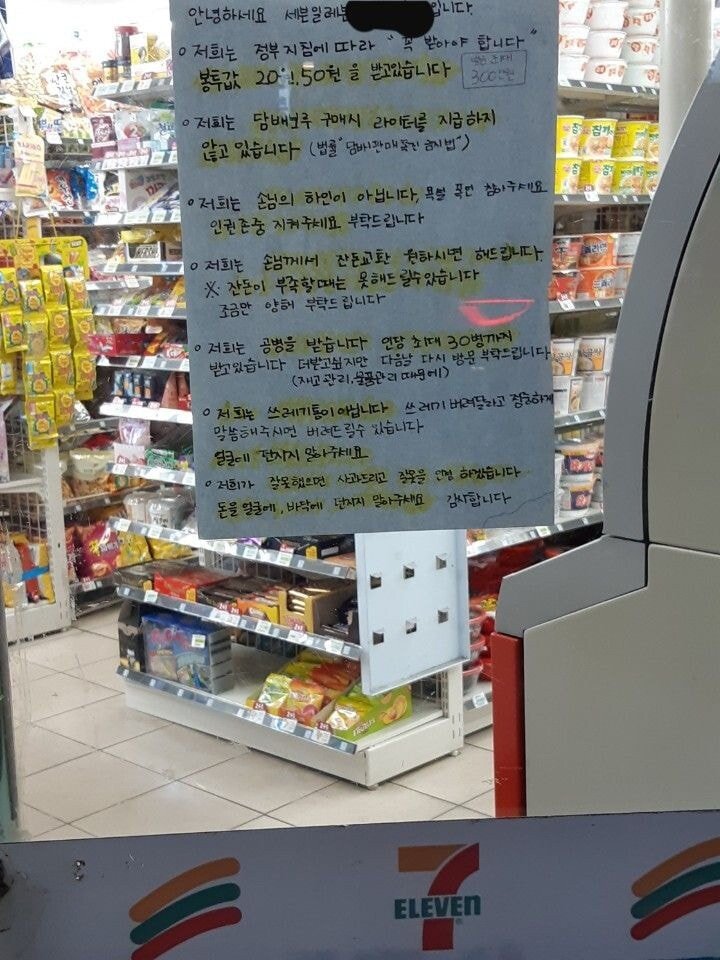 안녕하세요 세븐일레븐 입니다.
○ 저희는 정부지침에 따라 "꼭 받아야 합니다"
봉투값 20원,50원 을 받고있습니다
300만원
○ 저희는 담배보루 구매시 라이터를 지급하지
않고 있습니다 (법률 "담배판매촉진 금지법")
○ 저희는 손님의 하인이 아닙니다, 욕설 폭언 참아주세요
인권존중 지켜주세요 부탁드립니다
○ 저희는 손님께서 잔돈교환 원하시면 해드립니다
※ 잔돈이 부족할때는 못해드릴수있습니다
조금만 양해 부탁드립니다
○ 저희는 공병을 받습니다 인당 최대 30병까지
받고있습니다 더받고싶지만 다음날 다시 방문 부탁드립니다
(재고관리,물품관리 때문에)
○ 저희는 쓰레기통이 아닙니다 쓰레기 버려달라고 정중하게
말씀해주시면 버려드릴수 있습니다
얼굴에 던지지 말아주세요
○ 저희가 잘못했으면 사과드리고 잘못을 인정 하겠습니다
돈을 얼굴에, 바닥에 던지지 말아주세요 감사합니다
7
ELEVEN